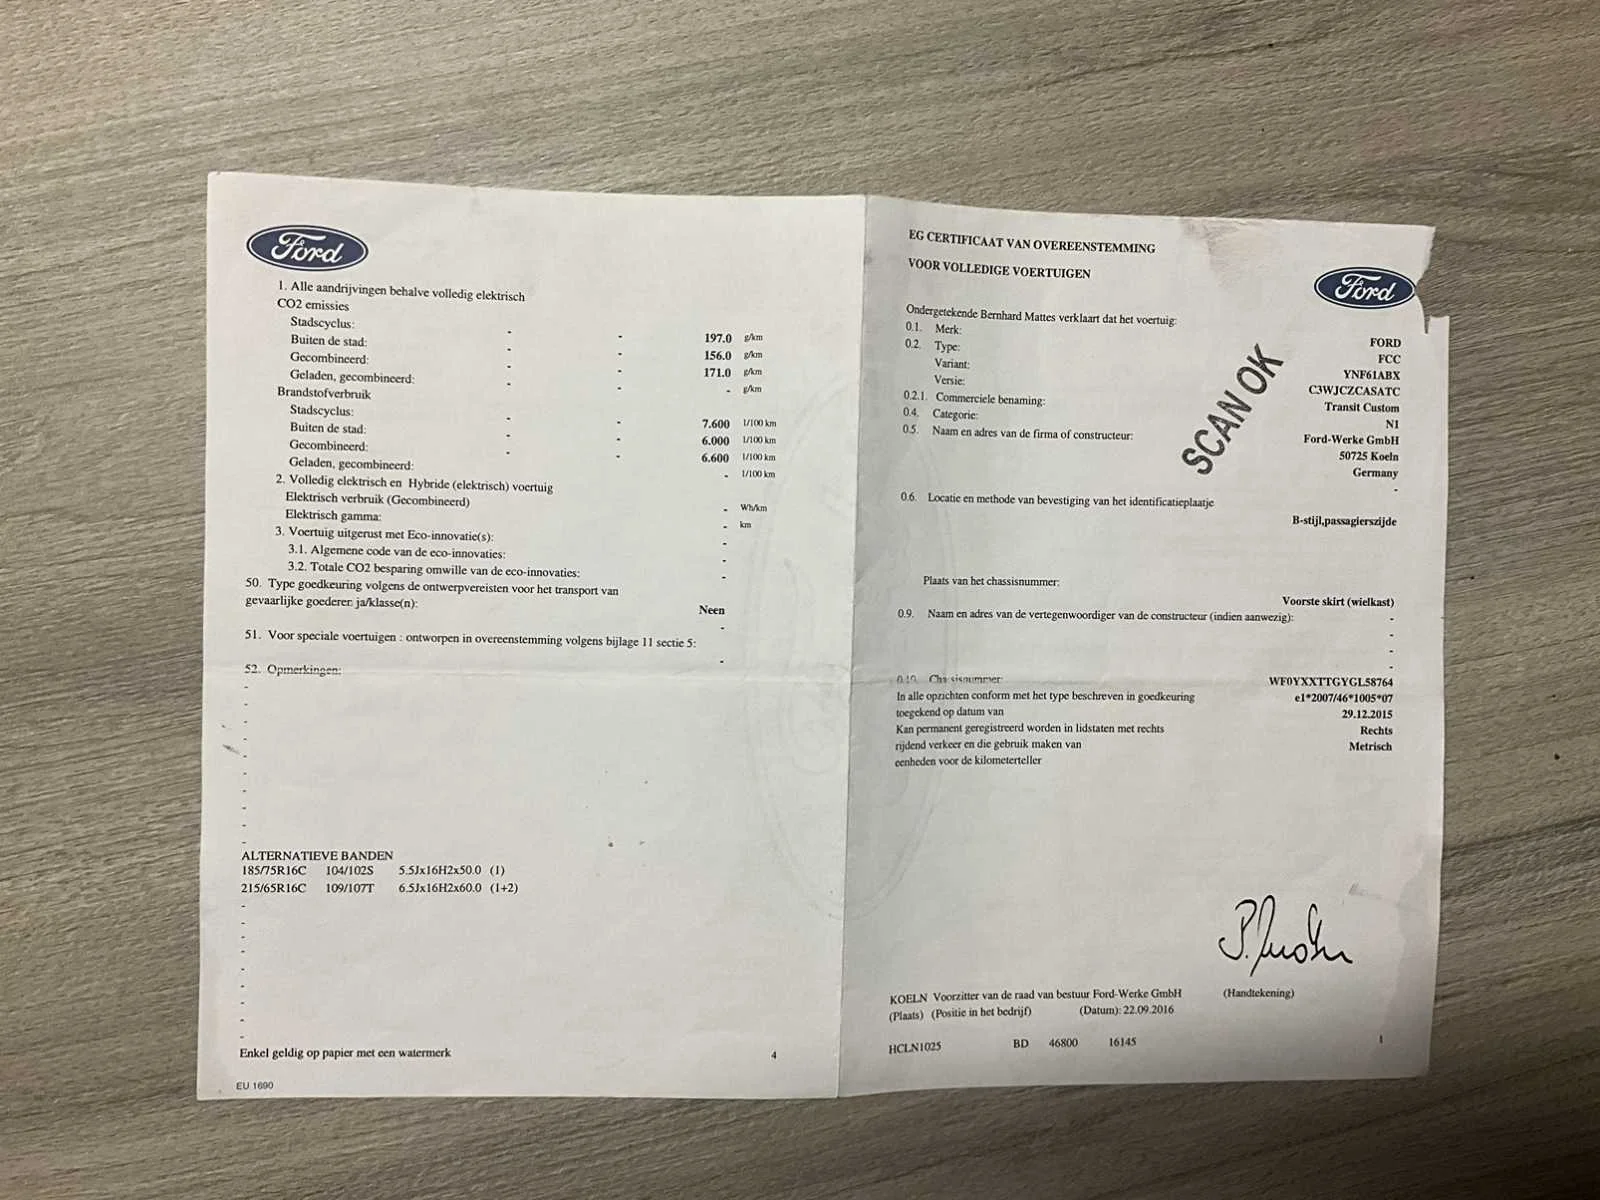 Ford
1. Alle aandrijvingen behalve volledig elektrisch
CO2 emissies
Stadscyclus: - - 197.0 g/km
Buiten de stad: - - 156.0 g/km
Gecombineerd: - - 171.0 g/km
Geladen, gecombineerd: - - - g/km
Brandstofverbruik
Stadscyclus: - - 7.600 l/100 km
Buiten de stad: - - 6.000 l/100 km
Gecombineerd: - - 6.600 l/100 km
Geladen, gecombineerd: - l/100 km
2. Volledig elektrisch en Hybride (elektrisch) voertuig
Elektrisch verbruik (Gecombineerd) - Wh/km
Elektrisch gamma: - km
3. Voertuig uitgerust met Eco-innovatie(s): -
3.1. Algemene code van de eco-innovaties: -
3.2. Totale CO2 besparing omwille van de eco-innovaties: -
50. Type goedkeuring volgens de ontwerpvereisten voor het transport van
gevaarlijke goederen ja/klasse(n): Neen
-
51. Voor speciale voertuigen : ontworpen in overeenstemming volgens bijlage 11 sectie 5:
-
52. Opmerkingen:
ALTERNATIEVE BANDEN
185/75R16C 104/102S 5.5Jx16H2x50.0 (1)
215/65R16C 109/107T 6.5Jx16H2x60.0 (1+2)
Enkel geldig op papier met een watermerk 4
EU 1690
EG CERTIFICAAT VAN OVEREENSTEMMING
VOOR VOLLEDIGE VOERTUIGEN
Ford
Ondergetekende Bernhard Mattes verklaart dat het voertuig:
0.1. Merk: FORD
0.2. Type: FCC
Variant: YNF61ABX
Versie: C3WJCZCASATC
0.2.1. Commerciele benaming: Transit Custom
0.4. Categorie: N1
0.5. Naam en adres van de firma of constructeur: Ford-Werke GmbH
50725 Koeln
Germany
-
SCAN OK
0.6. Locatie en methode van bevestiging van het identificatieplaatje
B-stijl,passagierszijde
Plaats van het chassisnummer:
Voorste skirt (wielkast)
0.9. Naam en adres van de vertegenwoordiger van de constructeur (indien aanwezig): -
-
-
-
0.10. Chassisnummer: WF0YXXTTGYGL58764
In alle opzichten conform met het type beschreven in goedkeuring e1*2007/46*1005*07
toegekend op datum van 29.12.2015
Kan permanent geregistreerd worden in lidstaten met rechts Rechts
rijdend verkeer en die gebruik maken van Metrisch
eenheden voor de kilometerteller
KOELN Voorzitter van de raad van bestuur Ford-Werke GmbH (Handtekening)
(Plaats) (Positie in het bedrijf) (Datum): 22.09.2016
HCLN1025 BD 46800 16145 1